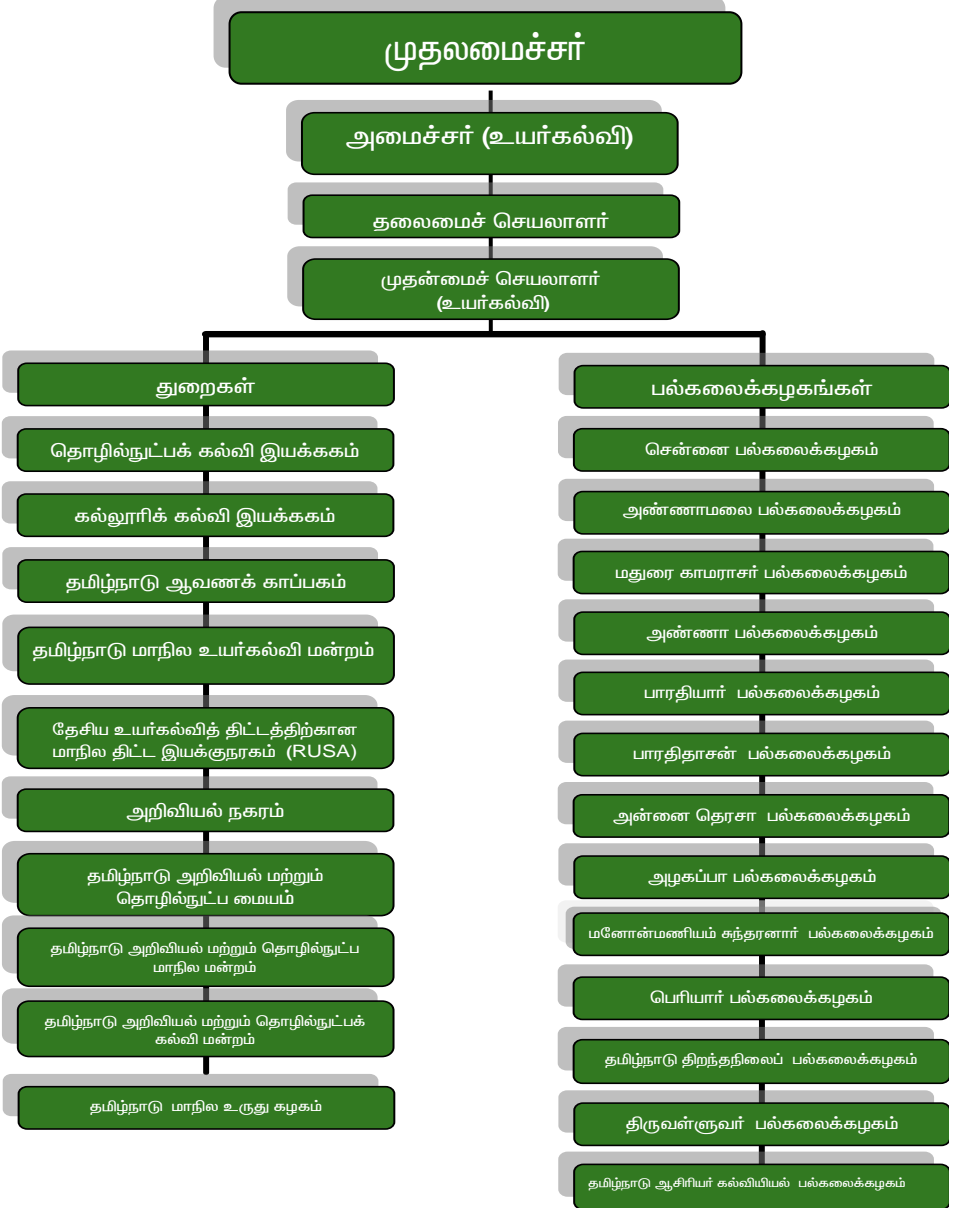 முதலமைச்சர்
அமைச்சர் (உயர்கல்வி)
தலைமைச் செயலாளர்
முதன்மைச் செயலாளர்
(உயர்கல்வி)
துறைகள்
தொழில்நுட்பக் கல்வி இயக்ககம்
கல்லூரிக் கல்வி இயக்ககம்
தமிழ்நாடு ஆவணக் காப்பகம்
தமிழ்நாடு மாநில உயர்கல்வி மன்றம்
தேசிய உயர்கல்வித் திட்டத்திற்கான
மாநில திட்ட இயக்குநரகம் (RUSA)
அறிவியல் நகரம்
தமிழ்நாடு அறிவியல் மற்றும்
தொழில்நுட்ப மையம்
தமிழ்நாடு அறிவியல் மற்றும் தொழில்நுட்ப
மாநில மன்றம்
தமிழ்நாடு அறிவியல் மற்றும் தொழில்நுட்பக்
கல்வி மன்றம்
தமிழ்நாடு மாநில உருது கழகம்
பல்கலைக்கழகங்கள்
சென்னை பல்கலைக்கழகம்
அண்ணாமலை பல்கலைக்கழகம்
மதுரை காமராசர் பல்கலைக்கழகம்
அண்ணா பல்கலைக்கழகம்
பாரதியார் பல்கலைக்கழகம்
பாரதிதாசன் பல்கலைக்கழகம்
அன்னை தெரசா பல்கலைக்கழகம்
அழகப்பா பல்கலைக்கழகம்
மனோன்மணியம் சுந்தரனார் பல்கலைக்கழகம்
பெரியார் பல்கலைக்கழகம்
தமிழ்நாடு திறந்தநிலைப் பல்கலைக்கழகம்
திருவள்ளுவர் பல்கலைக்கழகம்
தமிழ்நாடு ஆசிரியர் கல்வியியல் பல்கலைக்கழகம்